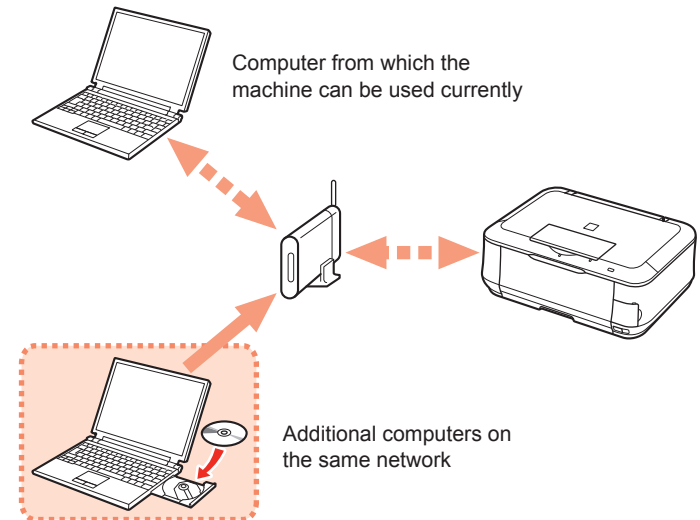 Computer from which the
machine can be used currently
Additional computers on
the same network